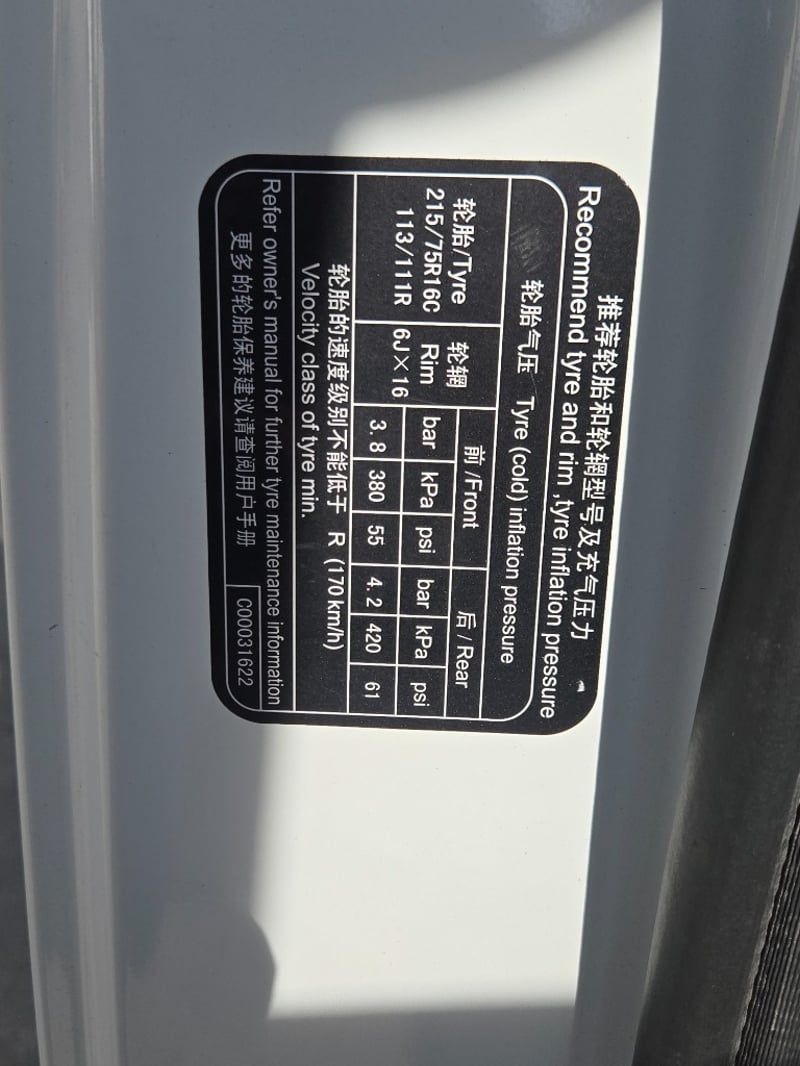 推荐轮胎和轮辋型号及充气压力
Recommend tyre and rim ,tyre inflation pressure
轮胎气压 Tyre (cold) inflation pressure
轮胎/Tyre
215/75R16C
113/111R
轮辋
Rim
6J×16
前/Front
后/Rear
bar kPa psi bar kPa psi
3.8 380 55 4.2 420 61
轮胎的速度级别不能低于 R (170 km/h)
Velocity class of tyre min.
Refer owner's manual for further tyre maintenance information
更多的轮胎保养建议请查阅用户手册
C00031622